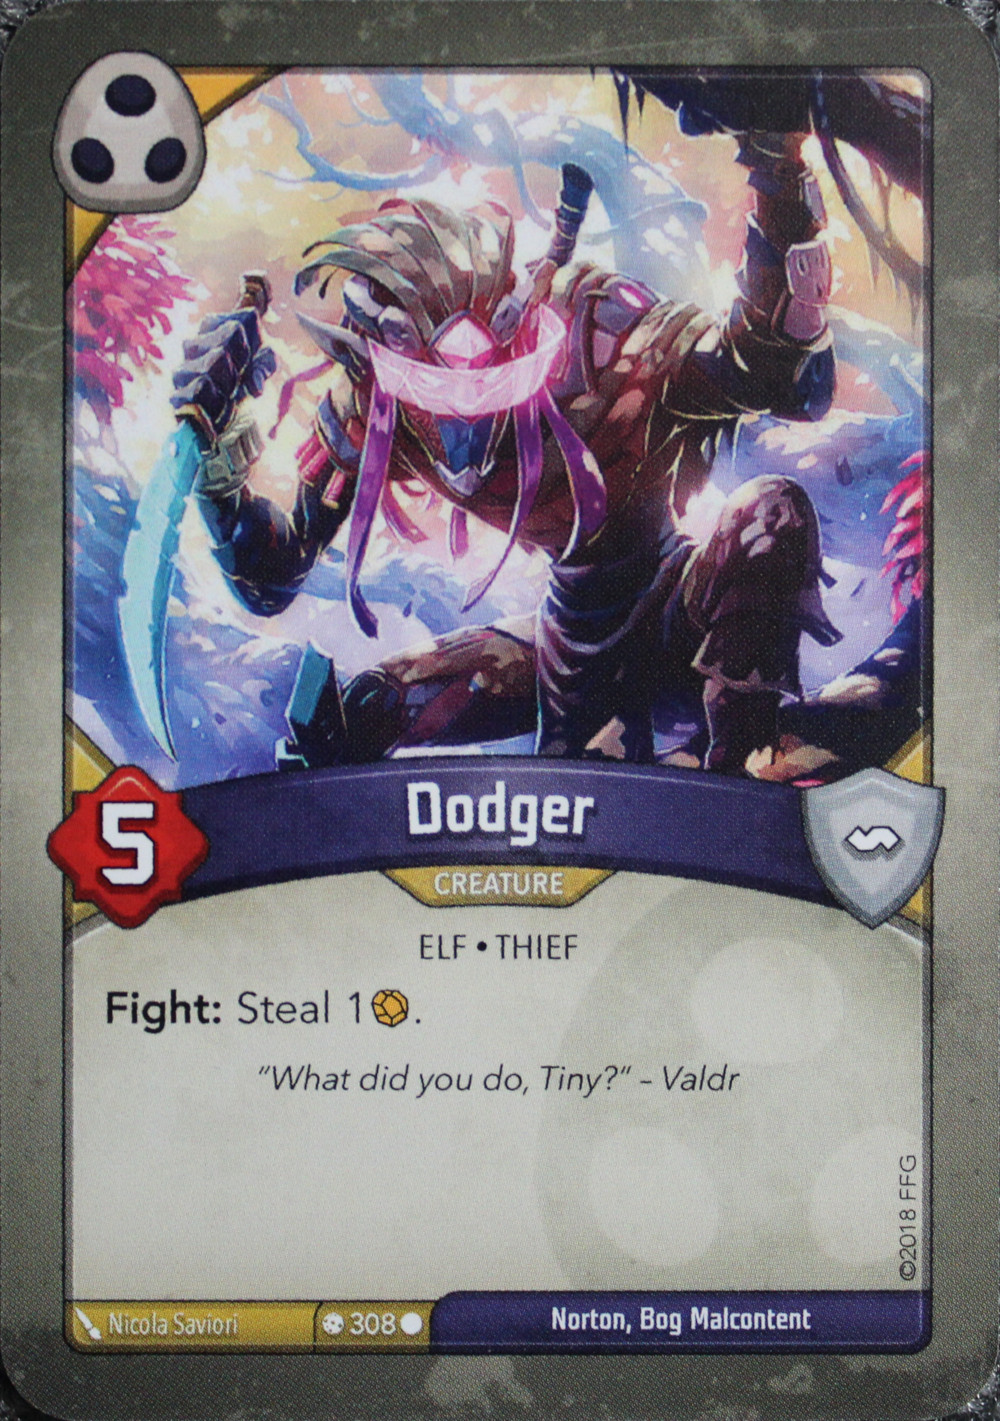 5
Dodger
CREATURE
ELF • THIEF
Fight: Steal 1.
“What did you do, Tiny?” – Valdr
©2018 FFG
Nicola Saviori
308
Norton, Bog Malcontent